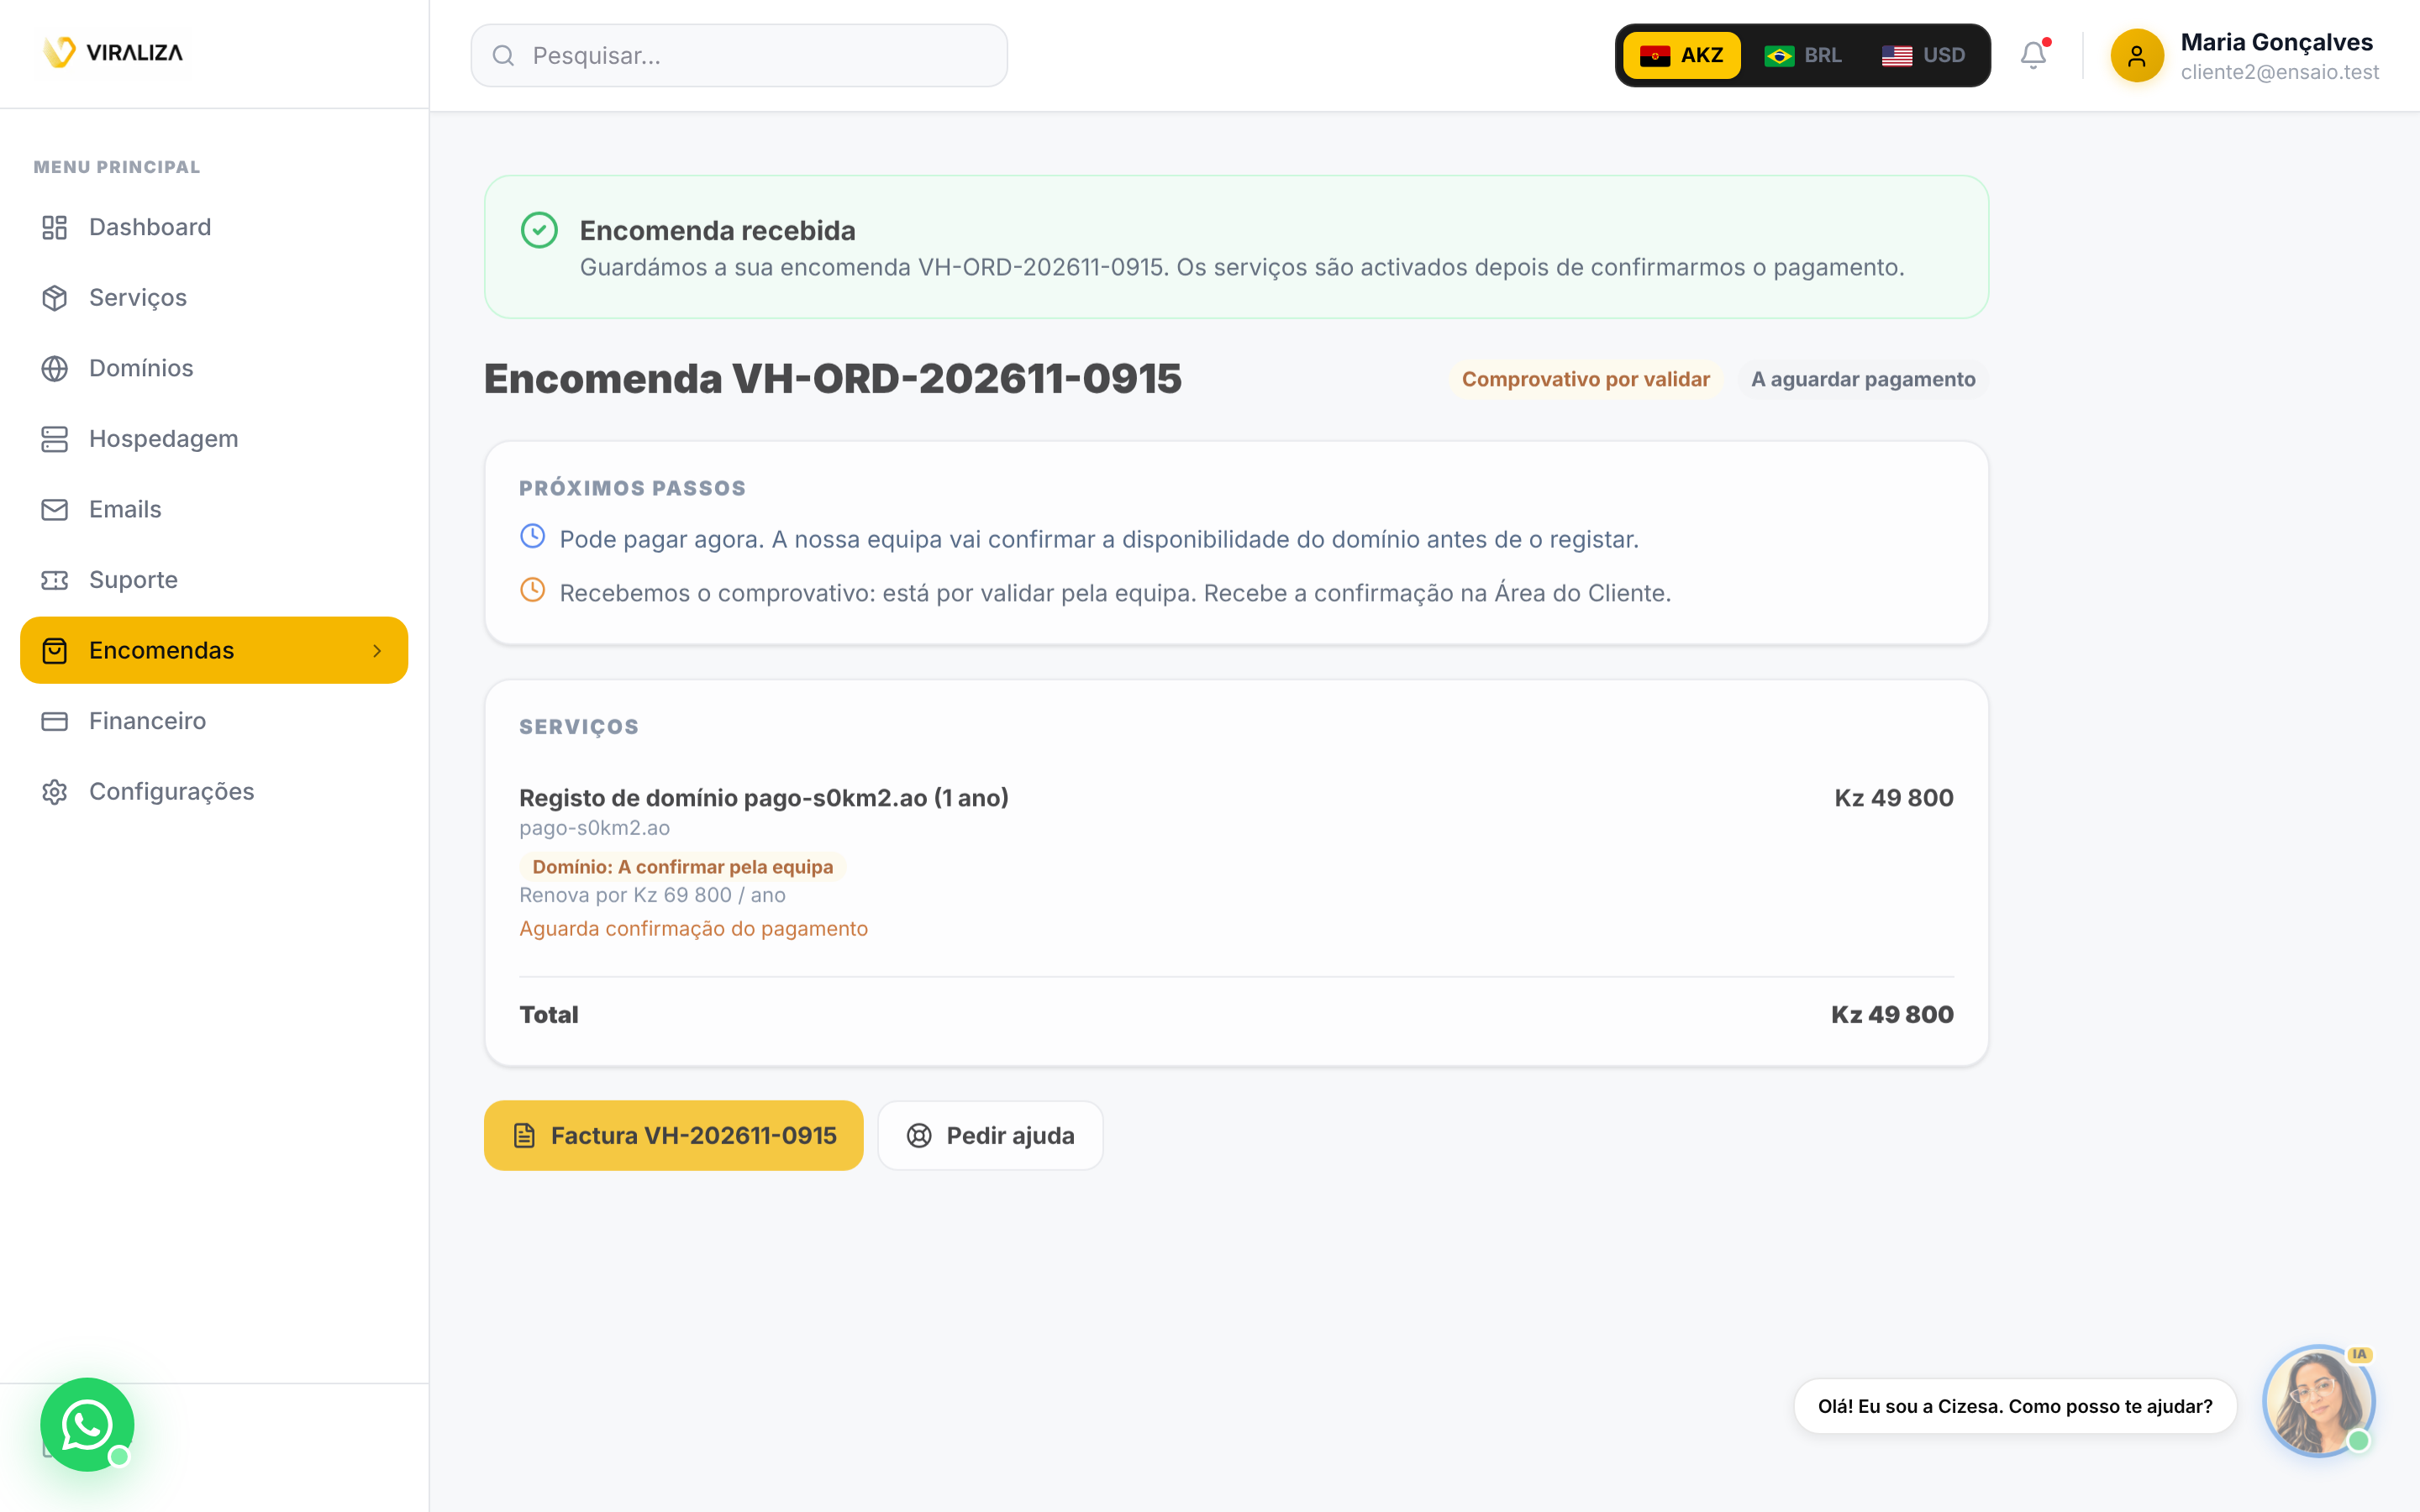 VIRALIZA
Pesquisar...
AKZ
BRL
USD
Maria Gonçalves
cliente2@ensaio.test
MENU PRINCIPAL
Dashboard
Serviços
Domínios
Hospedagem
Emails
Suporte
Encomendas
Financeiro
Configurações
Encomenda recebida
Guardámos a sua encomenda VH-ORD-202611-0915. Os serviços são activados depois de confirmarmos o pagamento.
Encomenda VH-ORD-202611-0915
Comprovativo por validar
A aguardar pagamento
PRÓXIMOS PASSOS
Pode pagar agora. A nossa equipa vai confirmar a disponibilidade do domínio antes de o registar.
Recebemos o comprovativo: está por validar pela equipa. Recebe a confirmação na Área do Cliente.
SERVIÇOS
Registo de domínio pago-s0km2.ao (1 ano)
Kz 49 800
pago-s0km2.ao
Domínio: A confirmar pela equipa
Renova por Kz 69 800 / ano
Aguarda confirmação do pagamento
Total
Kz 49 800
Factura VH-202611-0915
Pedir ajuda
IA
Olá! Eu sou a Cizesa. Como posso te ajudar?